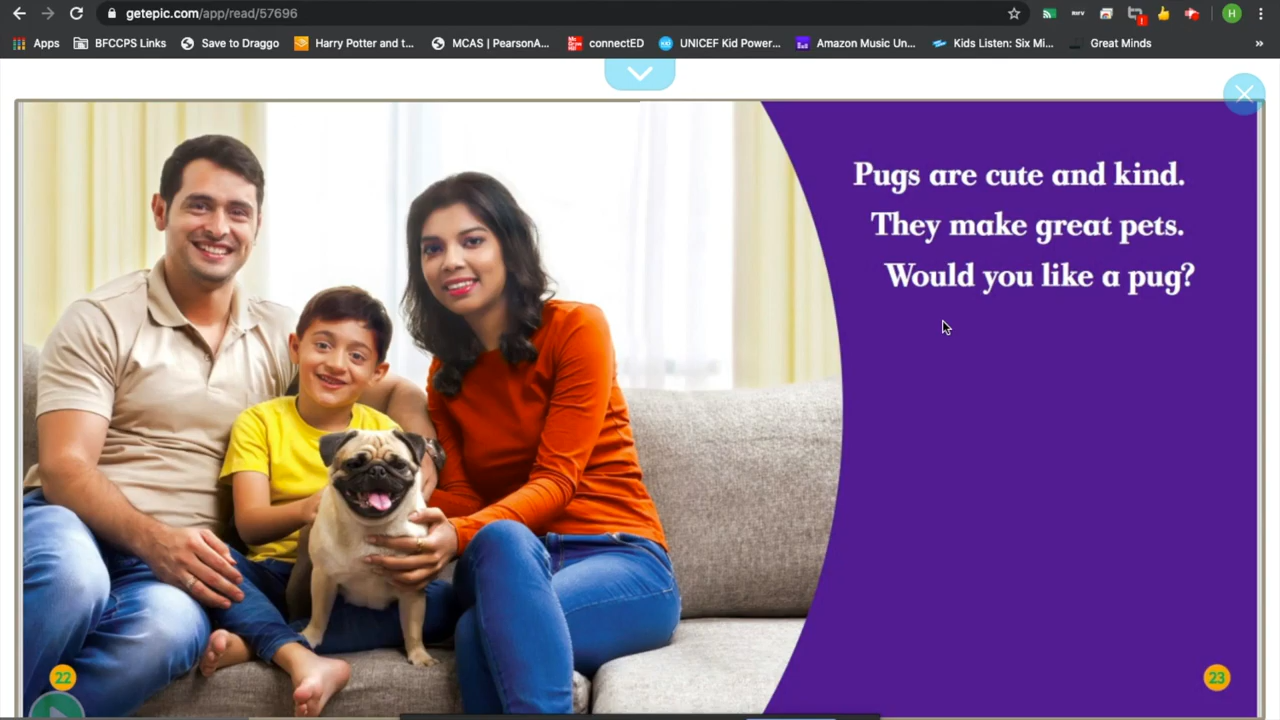 getepic.com/app/read/57696
H
Apps BFCCPS Links Save to Draggo Harry Potter and t... MCAS | PearsonA... connectED UNICEF Kid Power... Amazon Music Un... Kids Listen: Six Mi... Great Minds »
Pugs are cute and kind.
They make great pets.
Would you like a pug?
22
23